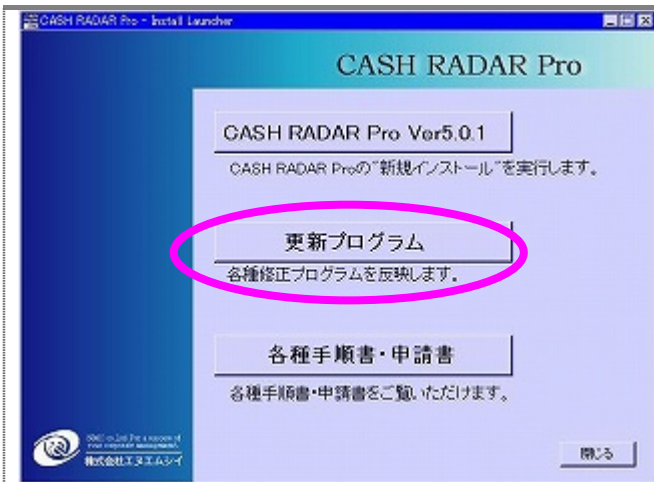 CASH RADAR Pro - Install Launcher
CASH RADAR Pro
CASH RADAR Pro Ver5.0.1
CASH RADAR Proの"新規インストール"を実行します。
更新プログラム
各種修正プログラムを反映します。
各種手順書・申請書
各種手順書・申請書をご覧いただけます。
株式会社エヌエムシイ
閉じる